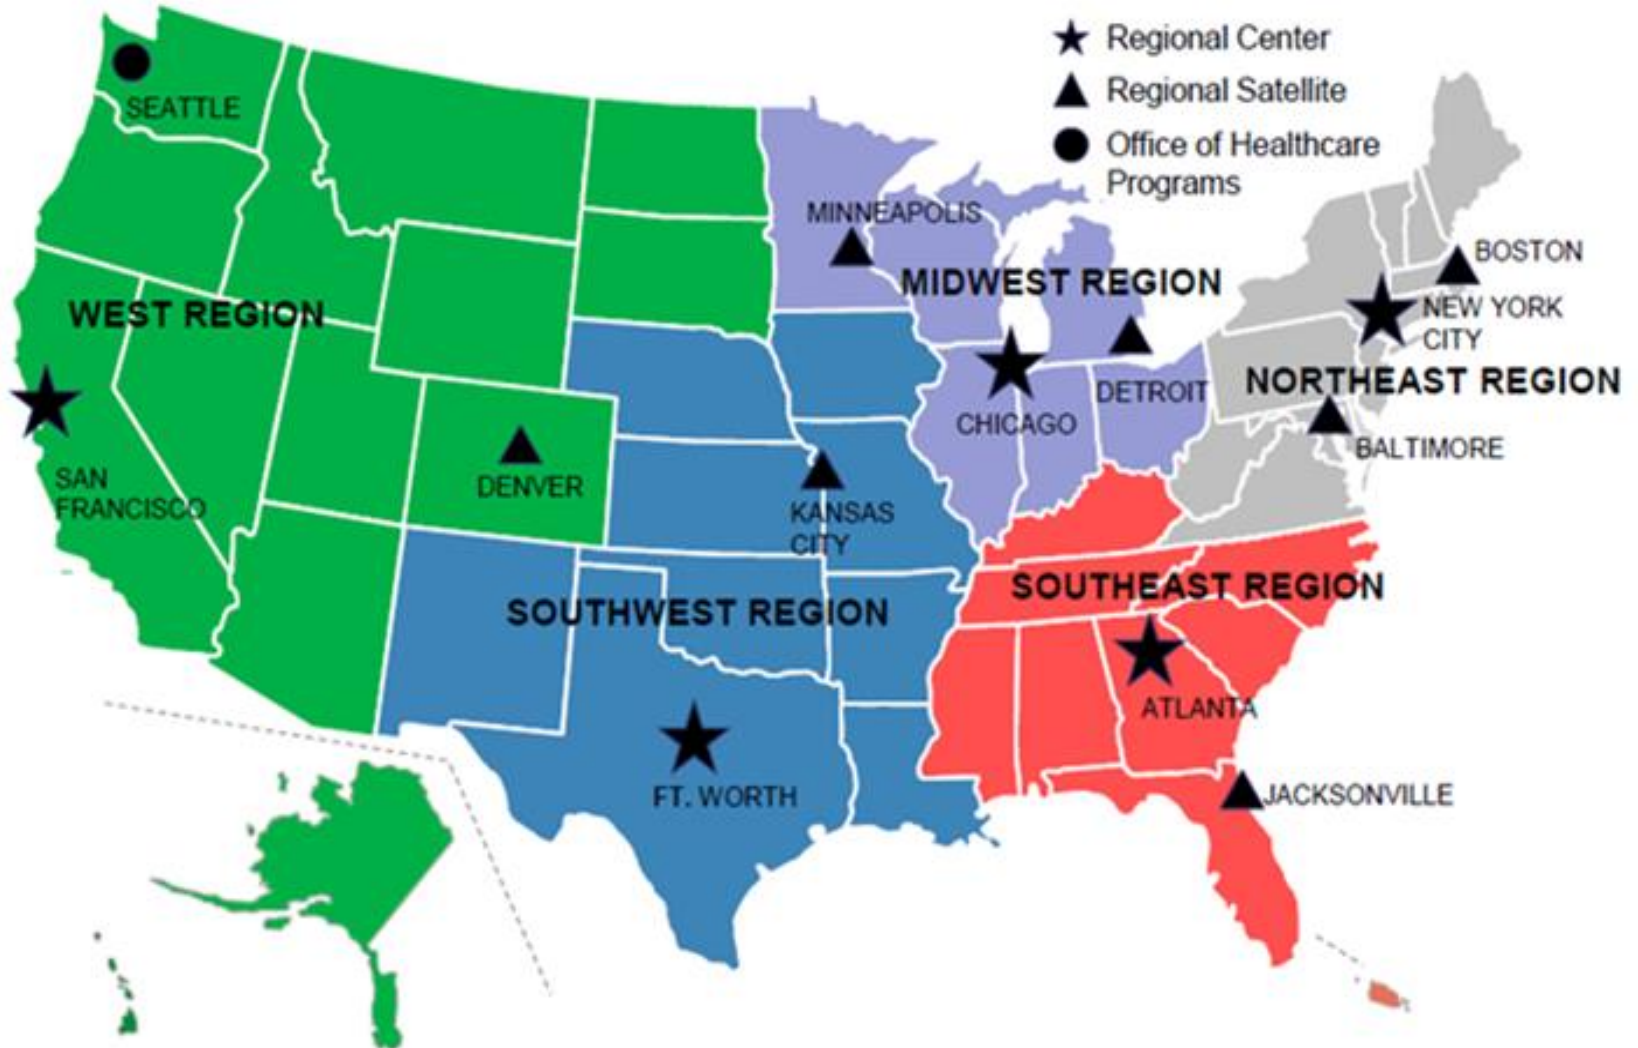 Regional Center
Regional Satellite
Office of Healthcare
Programs
SEATTLE
MINNEAPOLIS
BOSTON
MIDWEST REGION
WEST REGION
NEW YORK
CITY
NORTHEAST REGION
DETROIT
CHICAGO
BALTIMORE
SAN
FRANCISCO
DENVER
KANSAS
CITY
SOUTHEAST REGION
SOUTHWEST REGION
ATLANTA
FT. WORTH
JACKSONVILLE